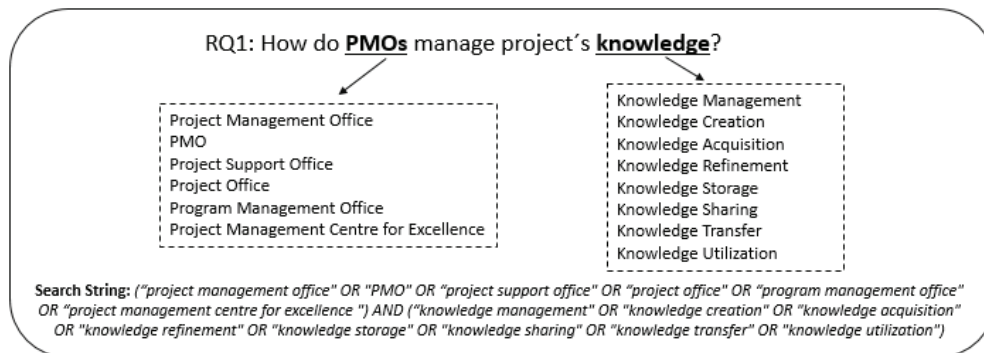 RQ1: How do PMOs manage project´s knowledge?
Project Management Office
PMO
Project Support Office
Project Office
Program Management Office
Project Management Centre for Excellence
Knowledge Management
Knowledge Creation
Knowledge Acquisition
Knowledge Refinement
Knowledge Storage
Knowledge Sharing
Knowledge Transfer
Knowledge Utilization
Search String: (“project management office" OR "PMO" OR “project support office" OR “project office" OR “program management office"
OR “project management centre for excellence ") AND (“knowledge management" OR “knowledge creation" OR “knowledge acquisition"
OR "knowledge refinement" OR “knowledge storage" OR “knowledge sharing" OR “knowledge transfer" OR "knowledge utilization")